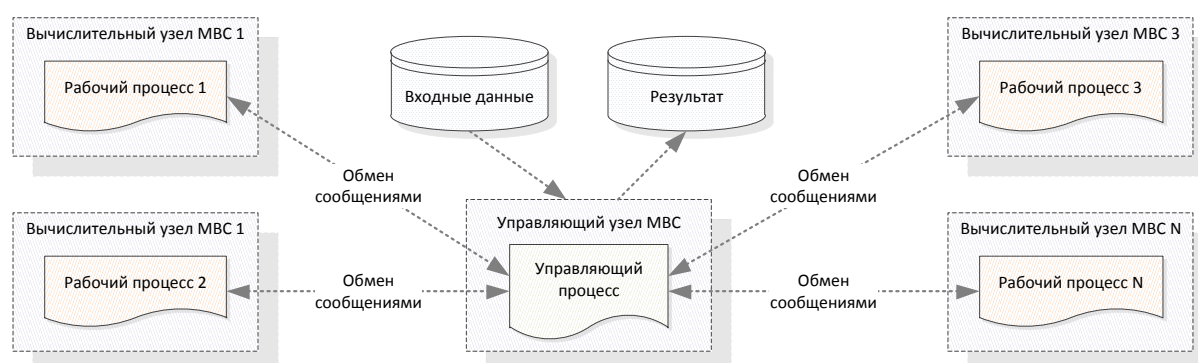 Вычислительный узел МВС 1
Рабочий процесс 1
Входные данные
Результат
Вычислительный узел МВС 3
Рабочий процесс 3
Обмен
сообщениями
Обмен
сообщениями
Вычислительный узел МВС 1
Рабочий процесс 2
Обмен
сообщениями
Управляющий узел МВС
Управляющий
процесс
Обмен
сообщениями
Вычислительный узел МВС N
Рабочий процесс N